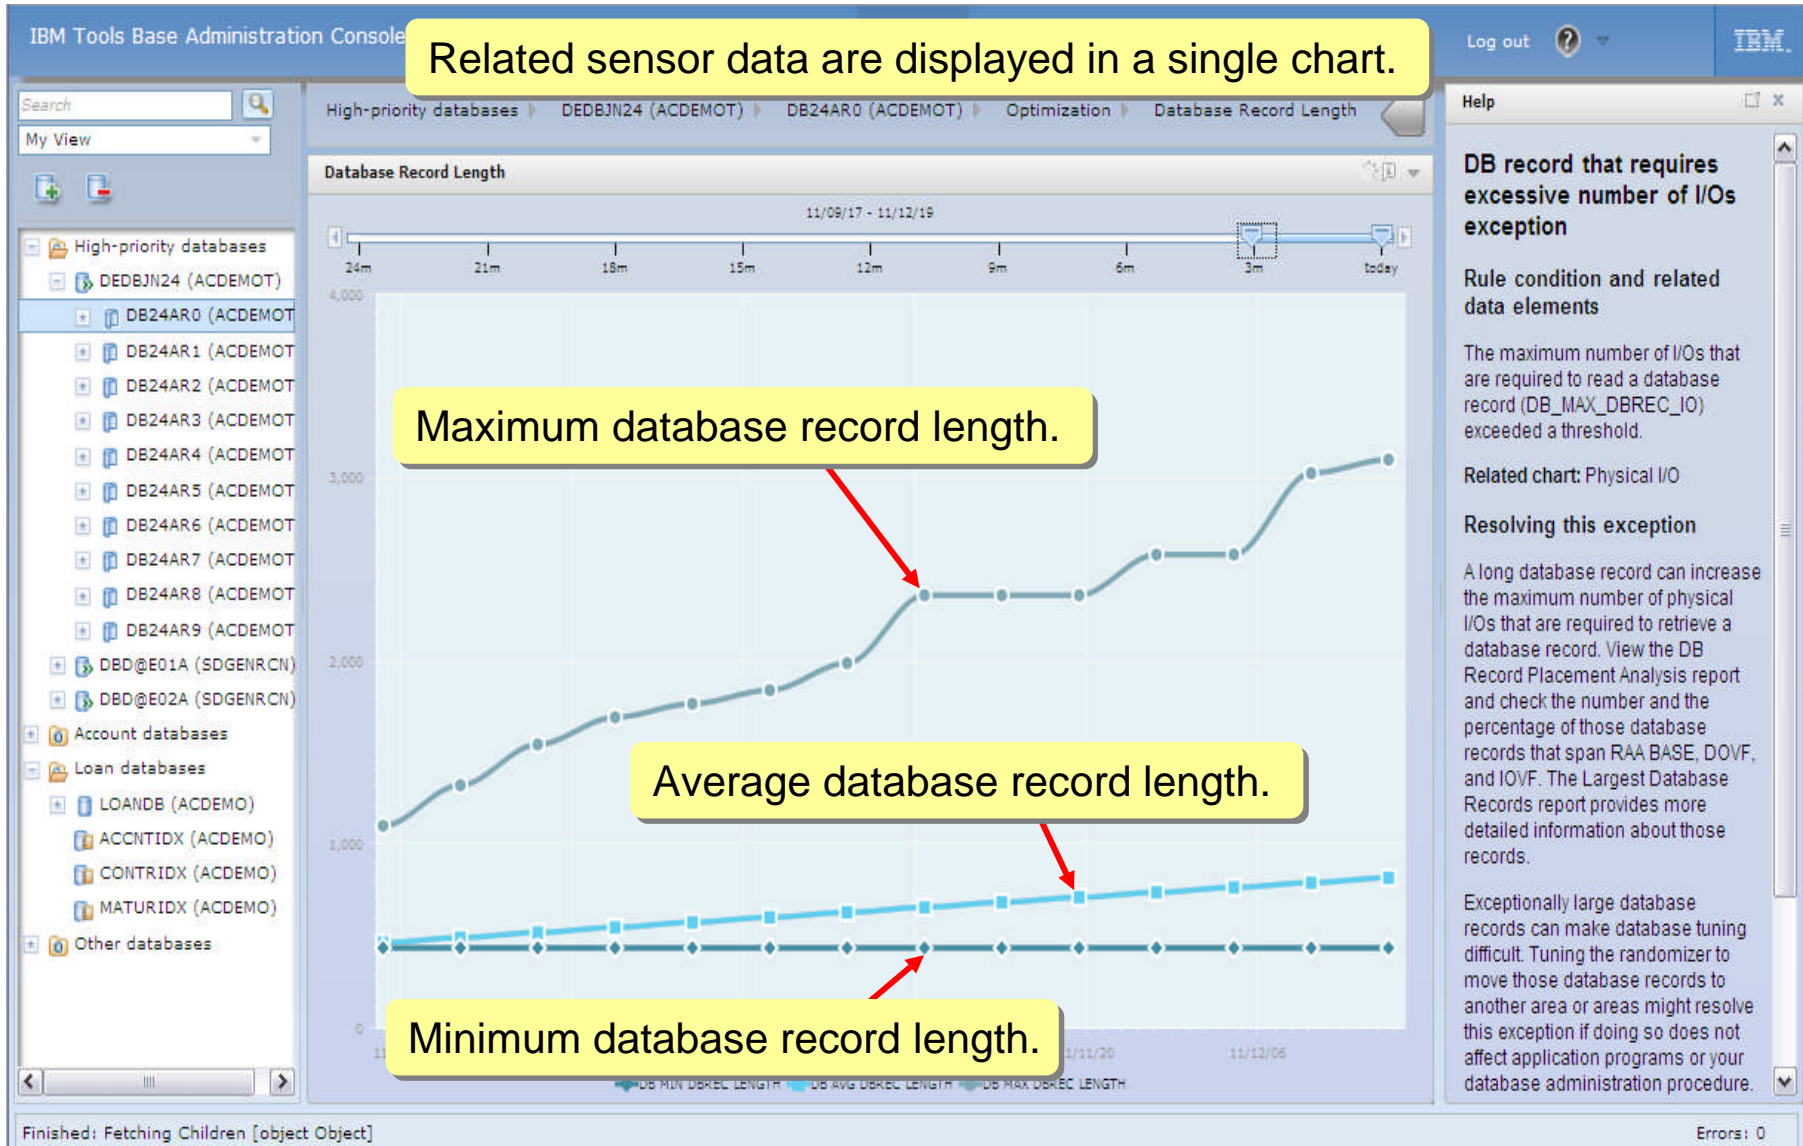 IBM Tools Base Administration Console
Related sensor data are displayed in a single chart.
Log out
?
IBM.
Search
My View
High-priority databases
DEDBJN24 (ACDEMOT)
DB24AR0 (ACDEMOT)
Optimization
Database Record Length
Help
Database Record Length
11/09/17 - 11/12/19
24m 21m 18m 15m 12m 9m 6m 3m today
High-priority databases
DEDBJN24 (ACDEMOT)
DB24AR0 (ACDEMOT
DB24AR1 (ACDEMOT
DB24AR2 (ACDEMOT
DB24AR3 (ACDEMOT
DB24AR4 (ACDEMOT
DB24AR5 (ACDEMOT
DB24AR6 (ACDEMOT
DB24AR7 (ACDEMOT
DB24AR8 (ACDEMOT
DB24AR9 (ACDEMOT
DBD@E01A (SDGENRCN)
DBD@E02A (SDGENRCN)
Account databases
Loan databases
LOANDB (ACDEMO)
ACCNTIDX (ACDEMO)
CONTRIDX (ACDEMO)
MATURIDX (ACDEMO)
Other databases
4,000
3,000
2,000
1,000
0
Maximum database record length.
Average database record length.
Minimum database record length.
1/11/20
11/12/06
DB MIN DBREC LENGTH DB AVG DBREC LENGTH DB MAX DBREC LENGTH
DB record that requires
excessive number of I/Os
exception
Rule condition and related
data elements
The maximum number of I/Os that
are required to read a database
record (DB_MAX_DBREC_IO)
exceeded a threshold.
Related chart: Physical I/O
Resolving this exception
A long database record can increase
the maximum number of physical
I/Os that are required to retrieve a
database record. View the DB
Record Placement Analysis report
and check the number and the
percentage of those database
records that span RAA BASE, DOVF,
and IOVF. The Largest Database
Records report provides more
detailed information about those
records.
Exceptionally large database
records can make database tuning
difficult. Tuning the randomizer to
move those database records to
another area or areas might resolve
this exception if doing so does not
affect application programs or your
database administration procedure.
Finished: Fetching Children [object Object]
Errors: 0